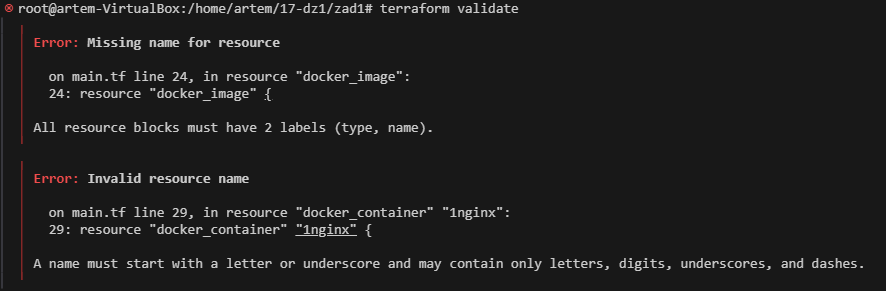 root@artem-VirtualBox:/home/artem/17-dz1/zad1# terraform validate
Error: Missing name for resource
on main.tf line 24, in resource "docker_image":
24: resource "docker_image" {
All resource blocks must have 2 labels (type, name).
Error: Invalid resource name
on main.tf line 29, in resource "docker_container" "1nginx":
29: resource "docker_container" "1nginx" {
A name must start with a letter or underscore and may contain only letters, digits, underscores, and dashes.